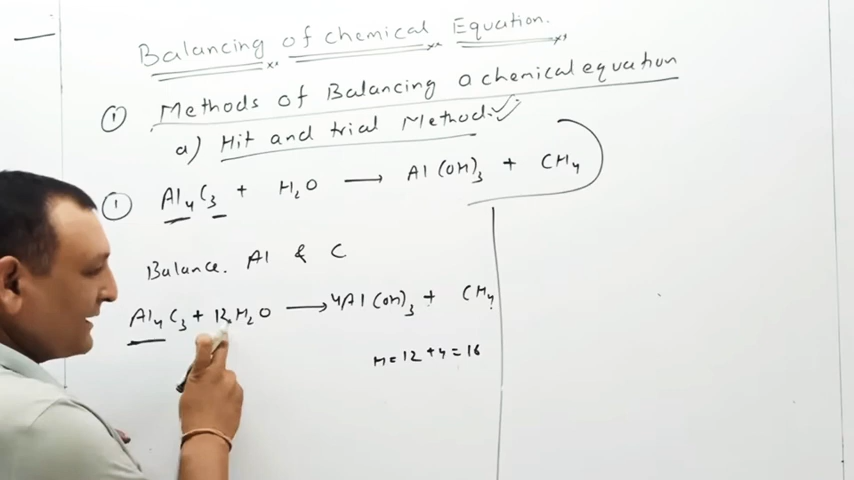 Balancing of chemical Equation.
① Methods of Balancing a chemical equation
a) Hit and trial Method.
① Al₄C₃ + H₂O ⟶ Al(OH)₃ + CH₄
Balance. Al & C
Al₄C₃ + 12H₂O ⟶ 4Al(OH)₃ + CH₄
H = 12 + 4 = 16